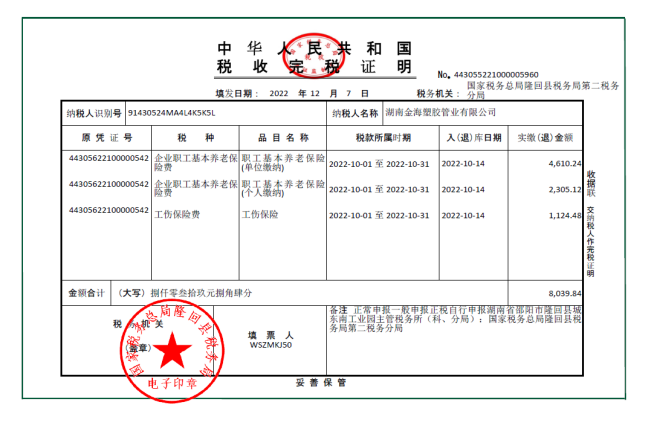 中 华 人 民 共 和 国
税 收 完 税 证 明
No. 443055221000005960
填发日期： 2022 年 12 月 7 日 税务机关： 国家税务总局隆回县税务局第二税务分局
纳税人识别号 91430524MA4L4K5K5L 纳税人名称 湖南金海塑胶管业有限公司
原 凭 证 号 税 种 品 目 名 称 税款所属时期 入(退)库日期 实缴(退)金额
44305622100000542 企业职工基本养老保险费 职工基本养老保险(单位缴纳) 2022-10-01 至 2022-10-31 2022-10-14 4,610.24
44305622100000542 企业职工基本养老保险费 职工基本养老保险(个人缴纳) 2022-10-01 至 2022-10-31 2022-10-14 2,305.12
44305622100000542 工伤保险费 工伤保险 2022-10-01 至 2022-10-31 2022-10-14 1,124.48
金额合计 （大写）捌仟零叁拾玖元捌角肆分 8,039.84
税 务 机 关
（盖章）
国家税务总局隆回县税务局
电子印章
填 票 人
WSZMKJ50
备注 正常申报一般申报正税自行申报湖南省邵阳市隆回县城
东南工业园主管税务所（科、分局）：国家税务总局隆回县税
务局第二税务分局
妥 善 保 管
收据联 交纳税人作完税证明